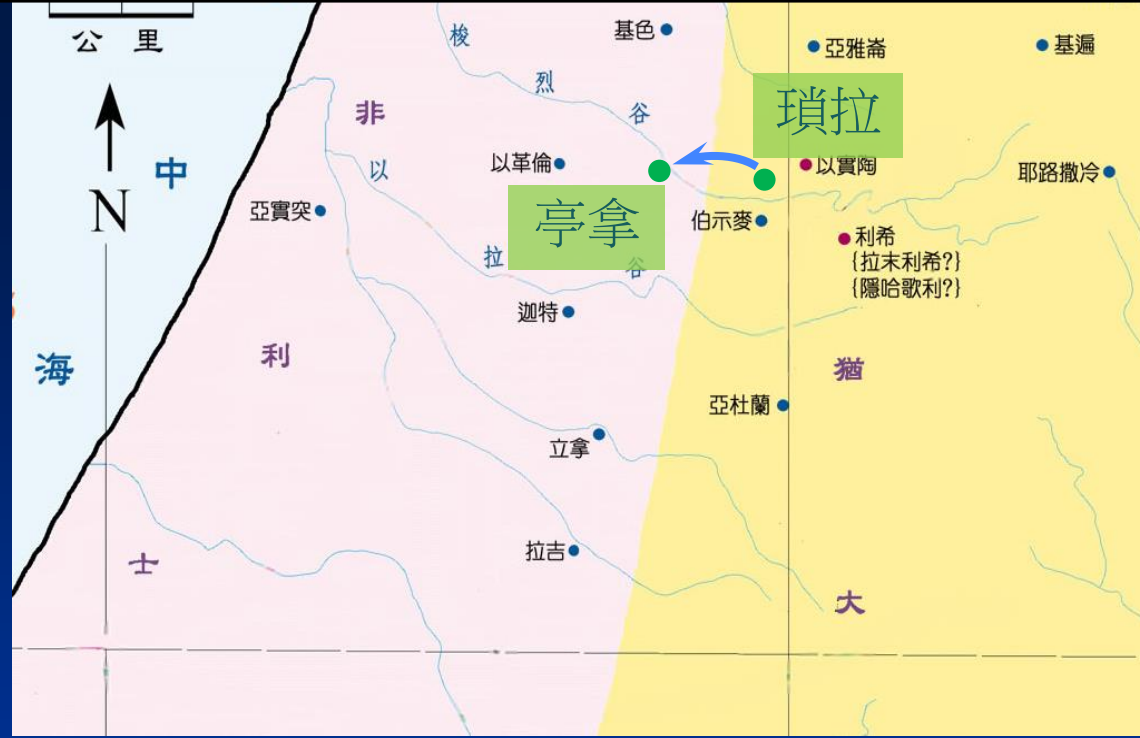 公里
N
中
海
非
利
士
猶
大
梭
烈
谷
以
拉
谷
基色
亞雅崙
基遍
瑣拉
以革倫
以實陶
耶路撒冷
亞實突
亭拿
伯示麥
利希
{拉末利希?}
{隱哈歌利?}
迦特
亞杜蘭
立拿
拉吉